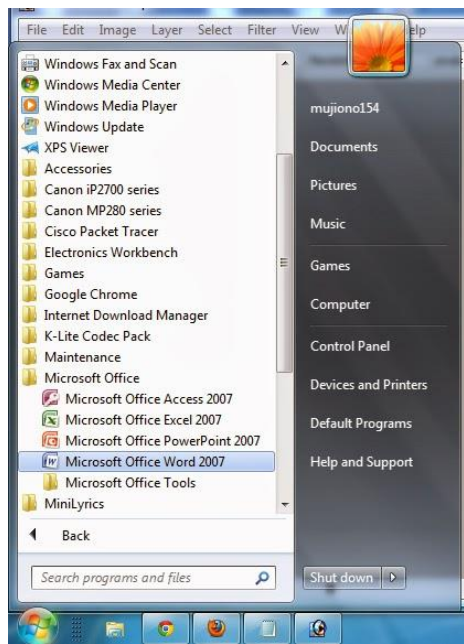 File Edit Image Layer Select Filter View
Windows Fax and Scan
Windows Media Center
Windows Media Player
Windows Update
XPS Viewer
Accessories
Canon iP2700 series
Canon MP280 series
Cisco Packet Tracer
Electronics Workbench
Games
Google Chrome
Internet Download Manager
K-Lite Codec Pack
Maintenance
Microsoft Office
Microsoft Office Access 2007
Microsoft Office Excel 2007
Microsoft Office PowerPoint 2007
Microsoft Office Word 2007
Microsoft Office Tools
MiniLyrics
Back
Search programs and files
mujiono154
Documents
Pictures
Music
Games
Computer
Control Panel
Devices and Printers
Default Programs
Help and Support
Shut down